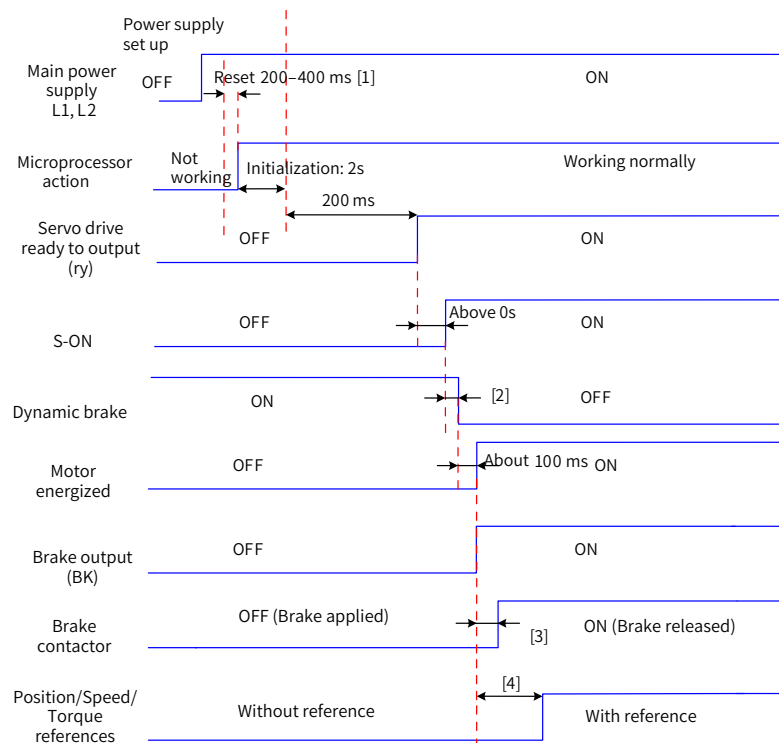 Power supply
set up
Main power
supply
L1, L2
OFF
Reset 200–400 ms [1]
ON
Microprocessor
action
Not
working
Initialization: 2s
Working normally
200 ms
Servo drive
ready to output
(ry)
OFF
ON
S-ON
OFF
Above 0s
ON
Dynamic brake
ON
[2]
OFF
Motor
energized
OFF
About 100 ms
ON
Brake output
(BK)
OFF
ON
Brake
contactor
OFF (Brake applied)
[3]
ON (Brake released)
Position/Speed/
Torque
references
Without reference
[4]
With reference